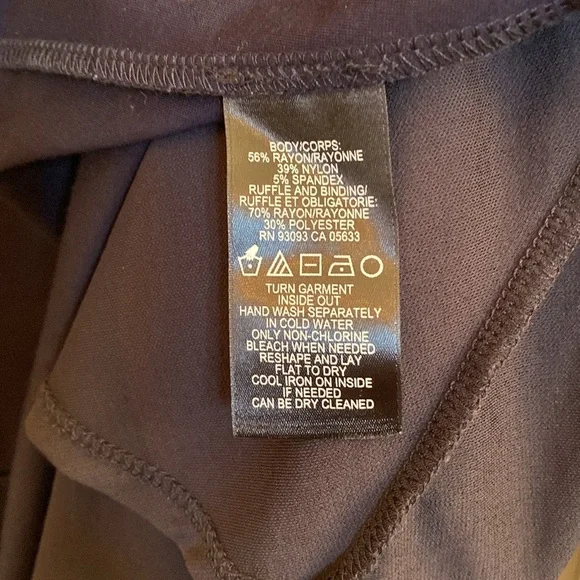 BODY/CORPS:
56% RAYON/RAYONNE
39% NYLON
5% SPANDEX
RUFFLE AND BINDING/
RUFFLE ET OBLIGATOIRE:
70% RAYON/RAYONNE
30% POLYESTER
RN 93093 CA 05633
TURN GARMENT
INSIDE OUT
HAND WASH SEPARATELY
IN COLD WATER
ONLY NON-CHLORINE
BLEACH WHEN NEEDED
RESHAPE AND LAY
FLAT TO DRY
COOL IRON ON INSIDE
IF NEEDED
CAN BE DRY CLEANED